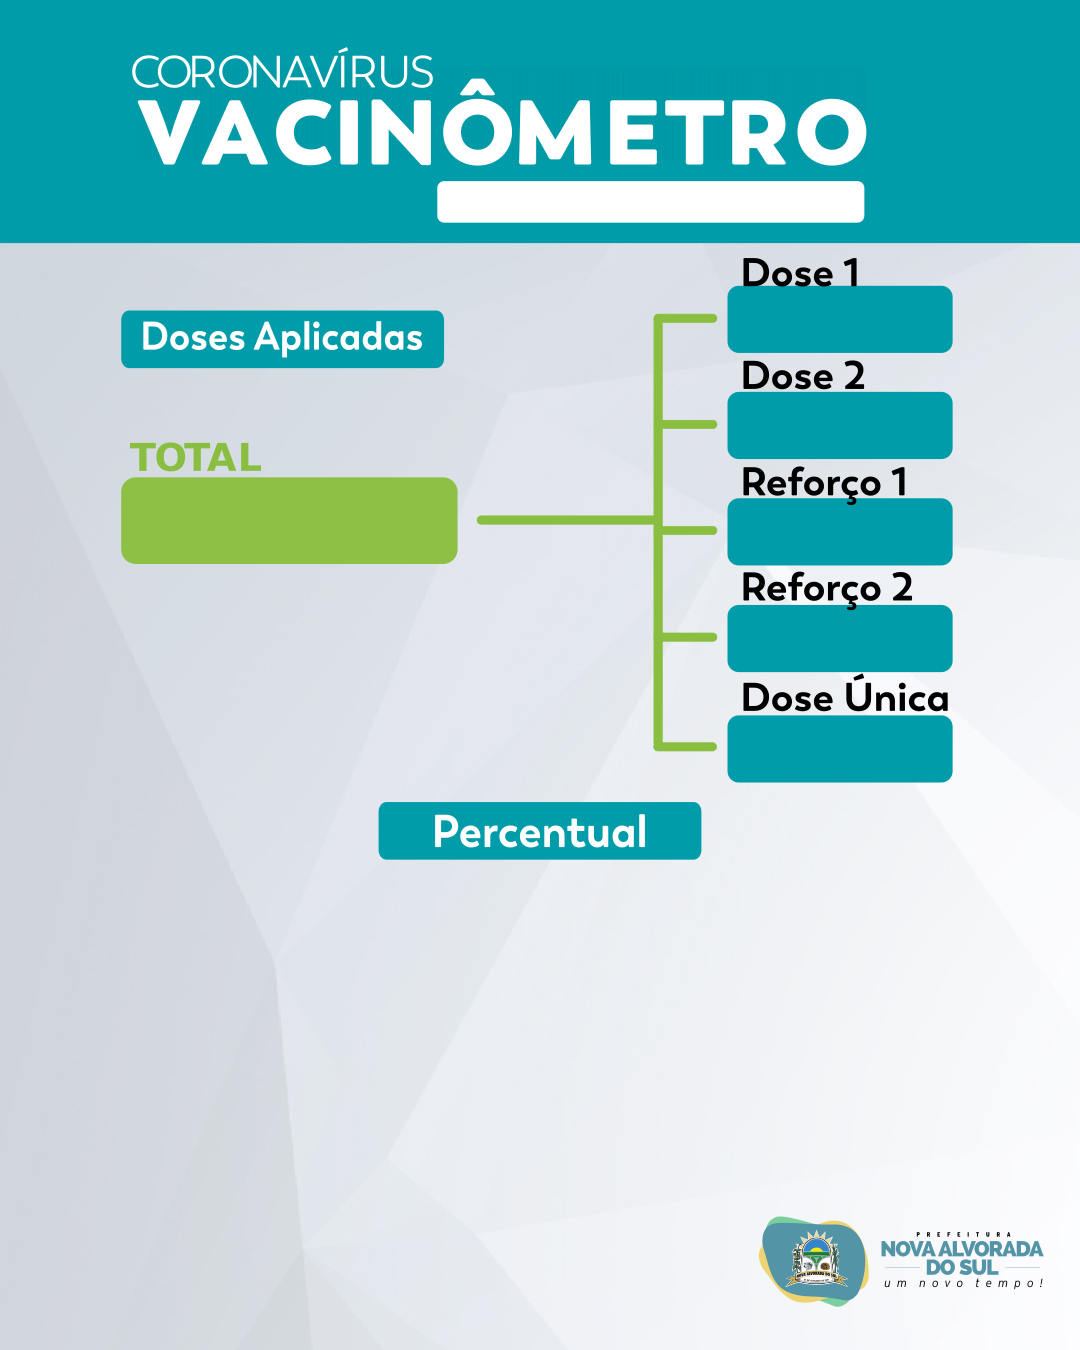 CORONAVÍRUS
VACINÔMETRO
Doses Aplicadas
TOTAL
Dose 1
Dose 2
Reforço 1
Reforço 2
Dose Única
Percentual
PREFEITURA
NOVA ALVORADA
DO SUL
um novo tempo!